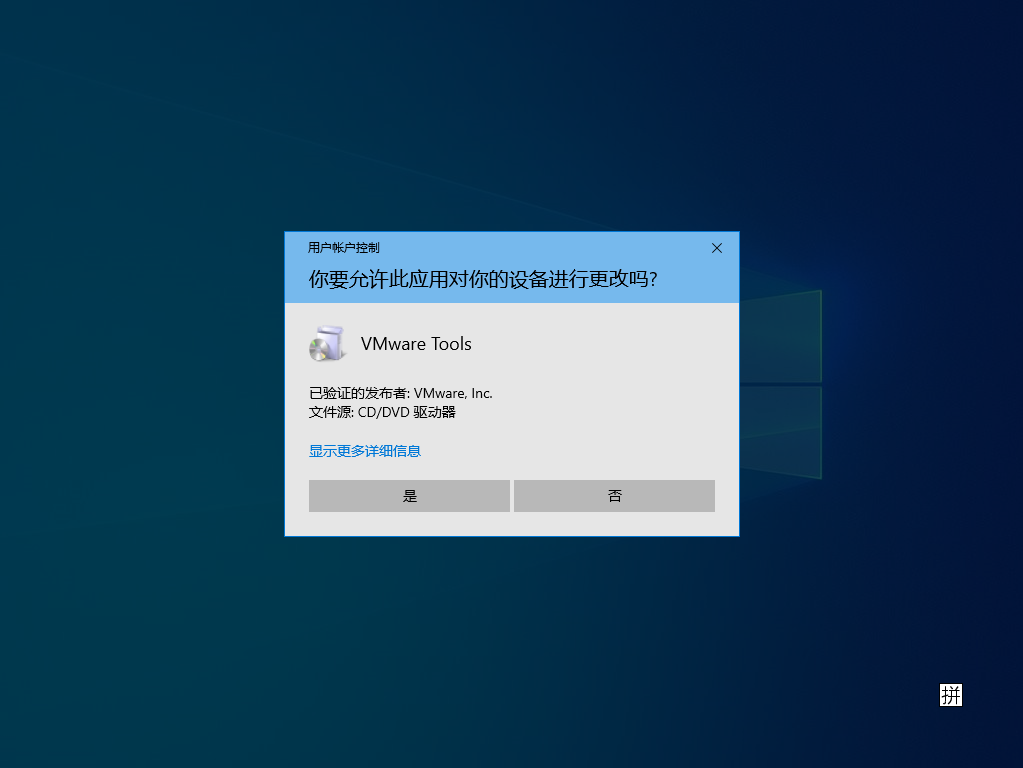 用户帐户控制
你要允许此应用对你的设备进行更改吗?
VMware Tools
已验证的发布者: VMware, Inc.
文件源: CD/DVD 驱动器
显示更多详细信息
是
否
拼